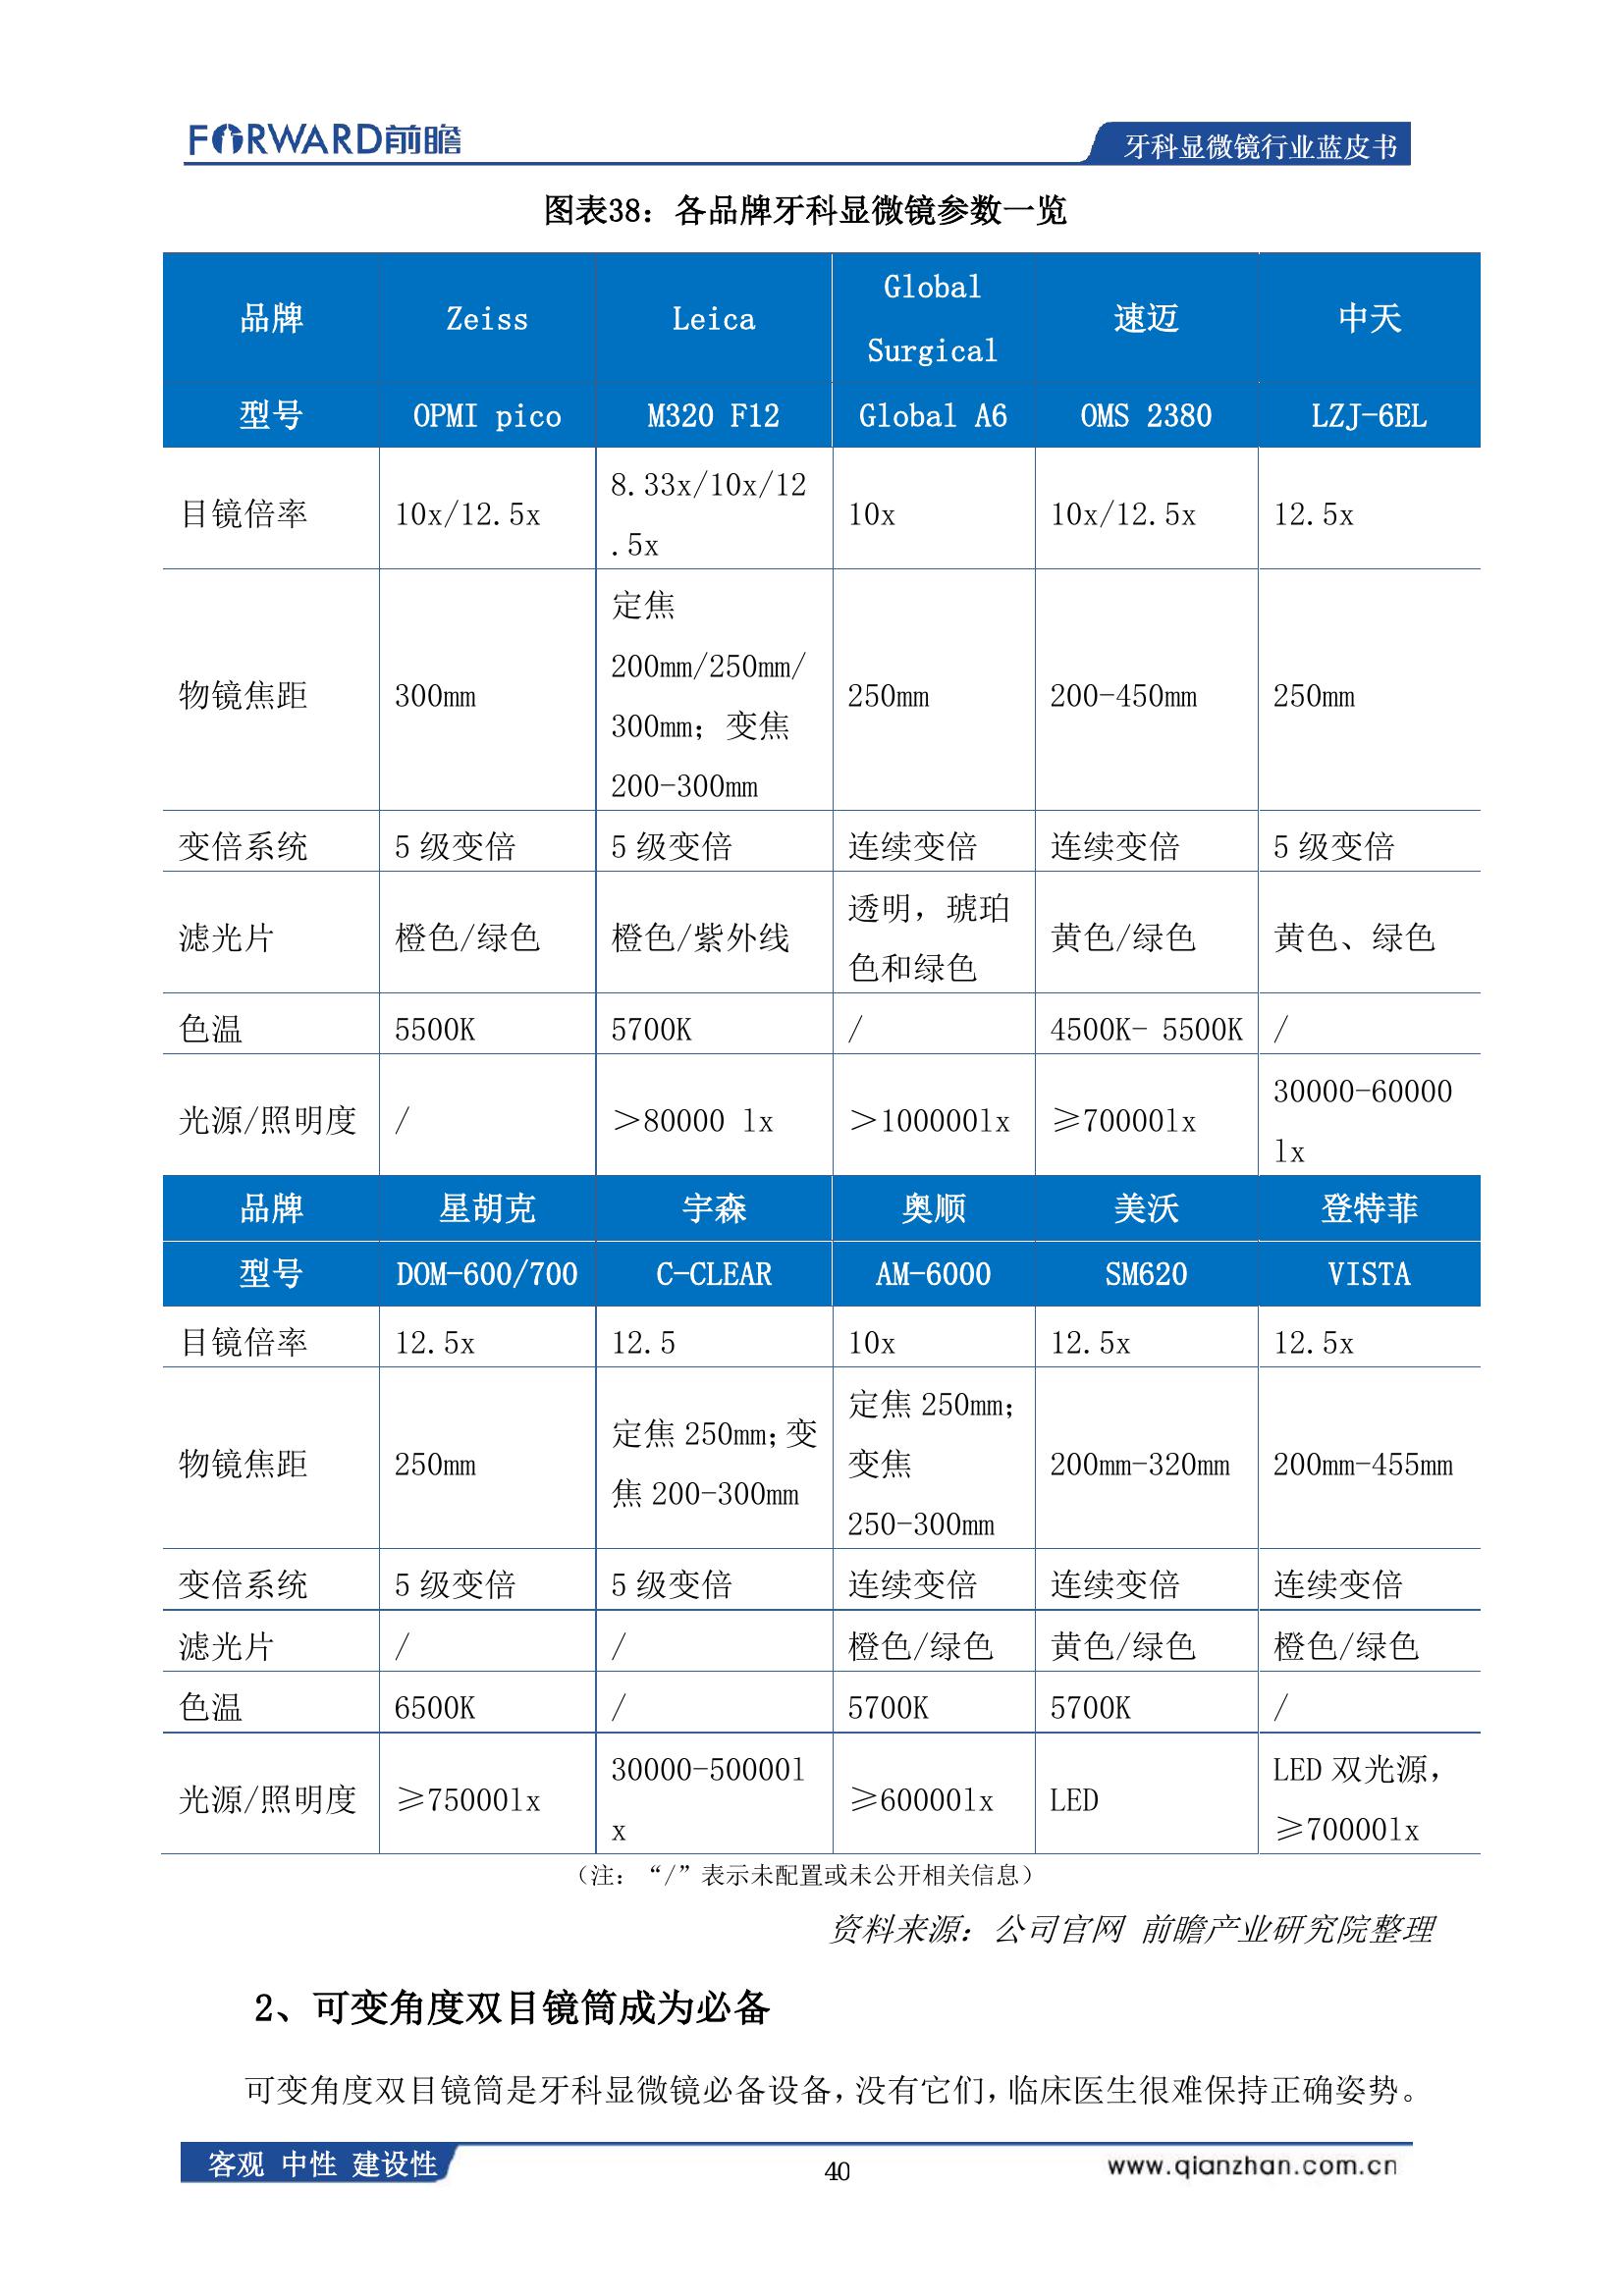 FORWARD前瞻
牙科显微镜行业蓝皮书
图表38：各品牌牙科显微镜参数一览
品牌 Zeiss Leica Global Surgical 速迈 中天
型号 OPMI pico M320 F12 Global A6 OMS 2380 LZJ-6EL
目镜倍率 10x/12.5x 8.33x/10x/12.5x 10x 10x/12.5x 12.5x
物镜焦距 300mm 定焦 200mm/250mm/300mm；变焦 200-300mm 250mm 200-450mm 250mm
变倍系统 5 级变倍 5 级变倍 连续变倍 连续变倍 5 级变倍
滤光片 橙色/绿色 橙色/紫外线 透明，琥珀色和绿色 黄色/绿色 黄色、绿色
色温 5500K 5700K / 4500K- 5500K /
光源/照明度 / ＞80000 lx ＞100000lx ≥70000lx 30000-60000 lx
品牌 星胡克 宇森 奥顺 美沃 登特菲
型号 DOM-600/700 C-CLEAR AM-6000 SM620 VISTA
目镜倍率 12.5x 12.5 10x 12.5x 12.5x
物镜焦距 250mm 定焦 250mm；变焦 200-300mm 定焦 250mm；变焦 250-300mm 200mm-320mm 200mm-455mm
变倍系统 5 级变倍 5 级变倍 连续变倍 连续变倍 连续变倍
滤光片 / / 橙色/绿色 黄色/绿色 橙色/绿色
色温 6500K / 5700K 5700K /
光源/照明度 ≥75000lx 30000-50000lx ≥60000lx LED LED 双光源，≥70000lx
（注：“/”表示未配置或未公开相关信息）
资料来源：公司官网 前瞻产业研究院整理
2、可变角度双目镜筒成为必备
可变角度双目镜筒是牙科显微镜必备设备，没有它们，临床医生很难保持正确姿势。
客观 中性 建设性
40
www.qianzhan.com.cn